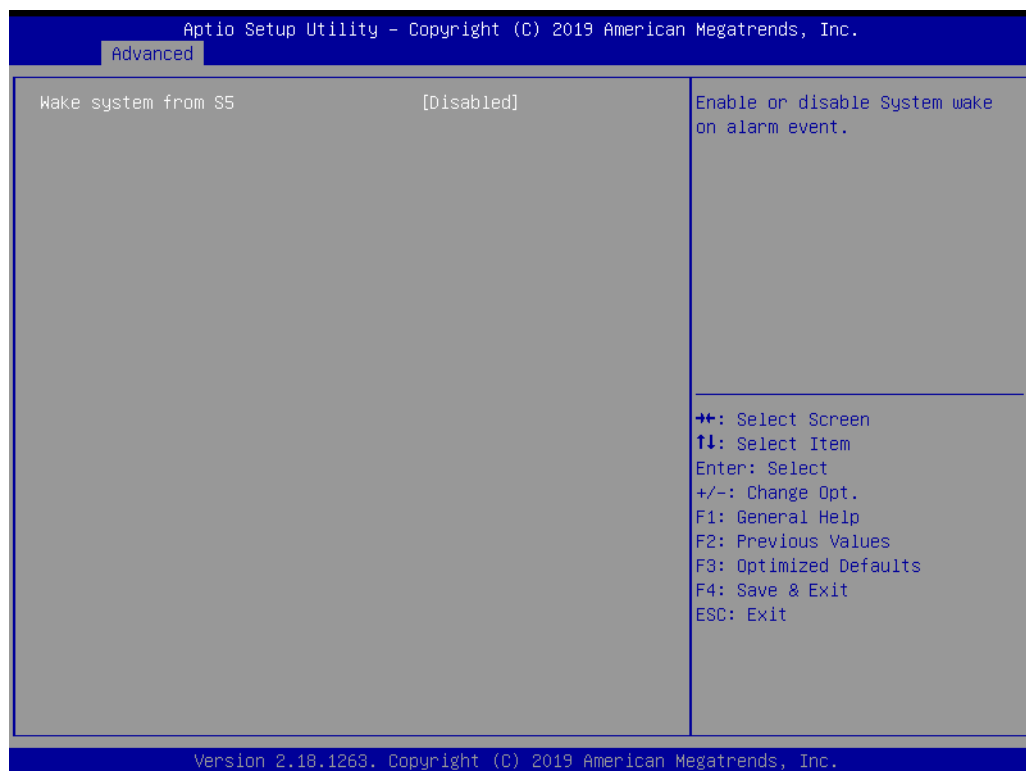 Aptio Setup Utility – Copyright (C) 2019 American Megatrends, Inc.
Advanced
Wake system from S5 [Disabled]
Enable or disable System wake
on alarm event.
→←: Select Screen
↑↓: Select Item
Enter: Select
+/-: Change Opt.
F1: General Help
F2: Previous Values
F3: Optimized Defaults
F4: Save & Exit
ESC: Exit
Version 2.18.1263. Copyright (C) 2019 American Megatrends, Inc.